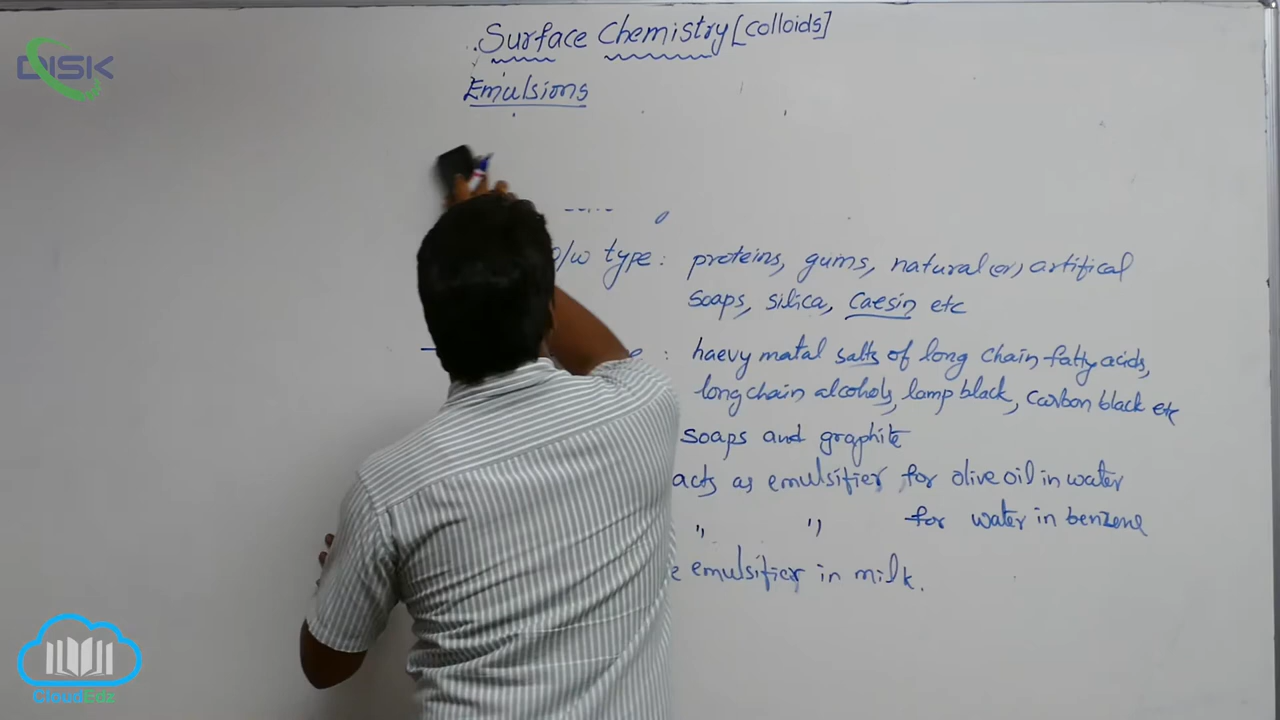 Surface Chemistry [colloids]
DISK
Emulsions
o/w type : proteins, gums, natural (or) artifical
soaps, silica, Caesin etc
: haevy matal salts of long chain fatty acids,
long chain alcohols, lamp black, carbon black etc
soaps and graphite
acts as emulsifier for olive oil in water
" " for water in benzene
emulsifier in milk.
CloudEdz